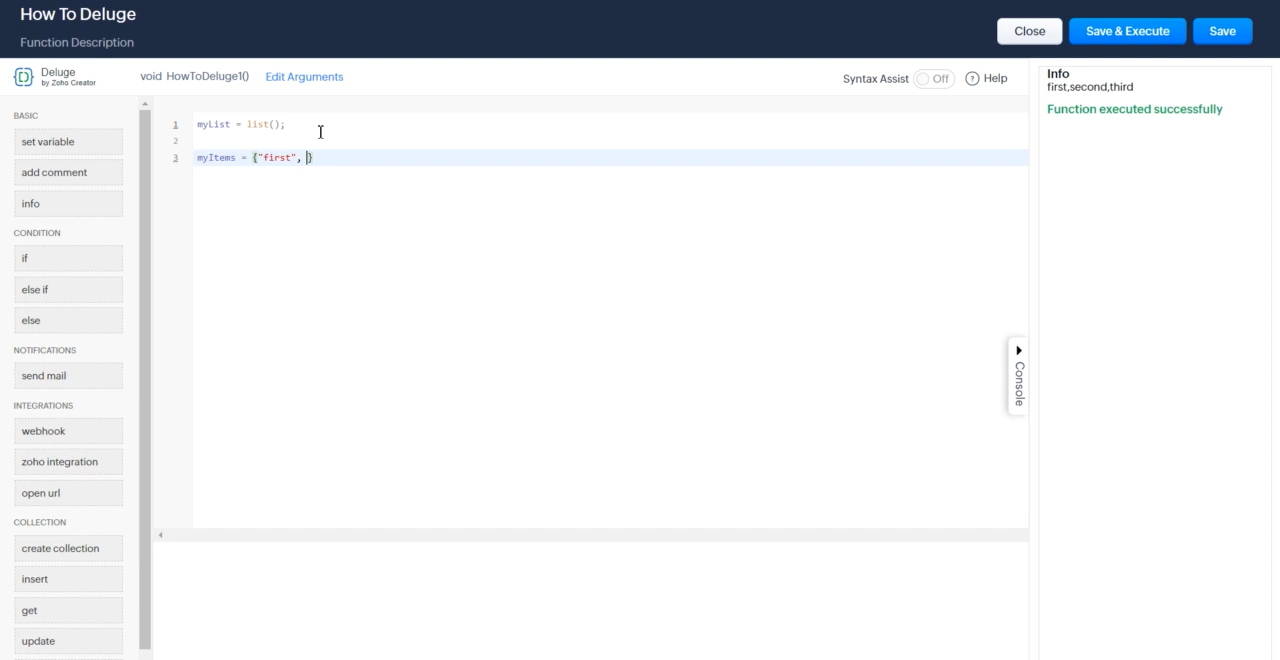 How To Deluge
Function Description
Close
Save & Execute
Save
Deluge
by Zoho Creator
void HowToDeluge1()
Edit Arguments
Syntax Assist
Off
? Help
BASIC
set variable
add comment
info
CONDITION
if
else if
else
NOTIFICATIONS
send mail
INTEGRATIONS
webhook
zoho integration
open url
COLLECTION
create collection
insert
get
update
1 myList = list();
2
3 myItems = {"first", }
Console
Info
first,second,third
Function executed successfully